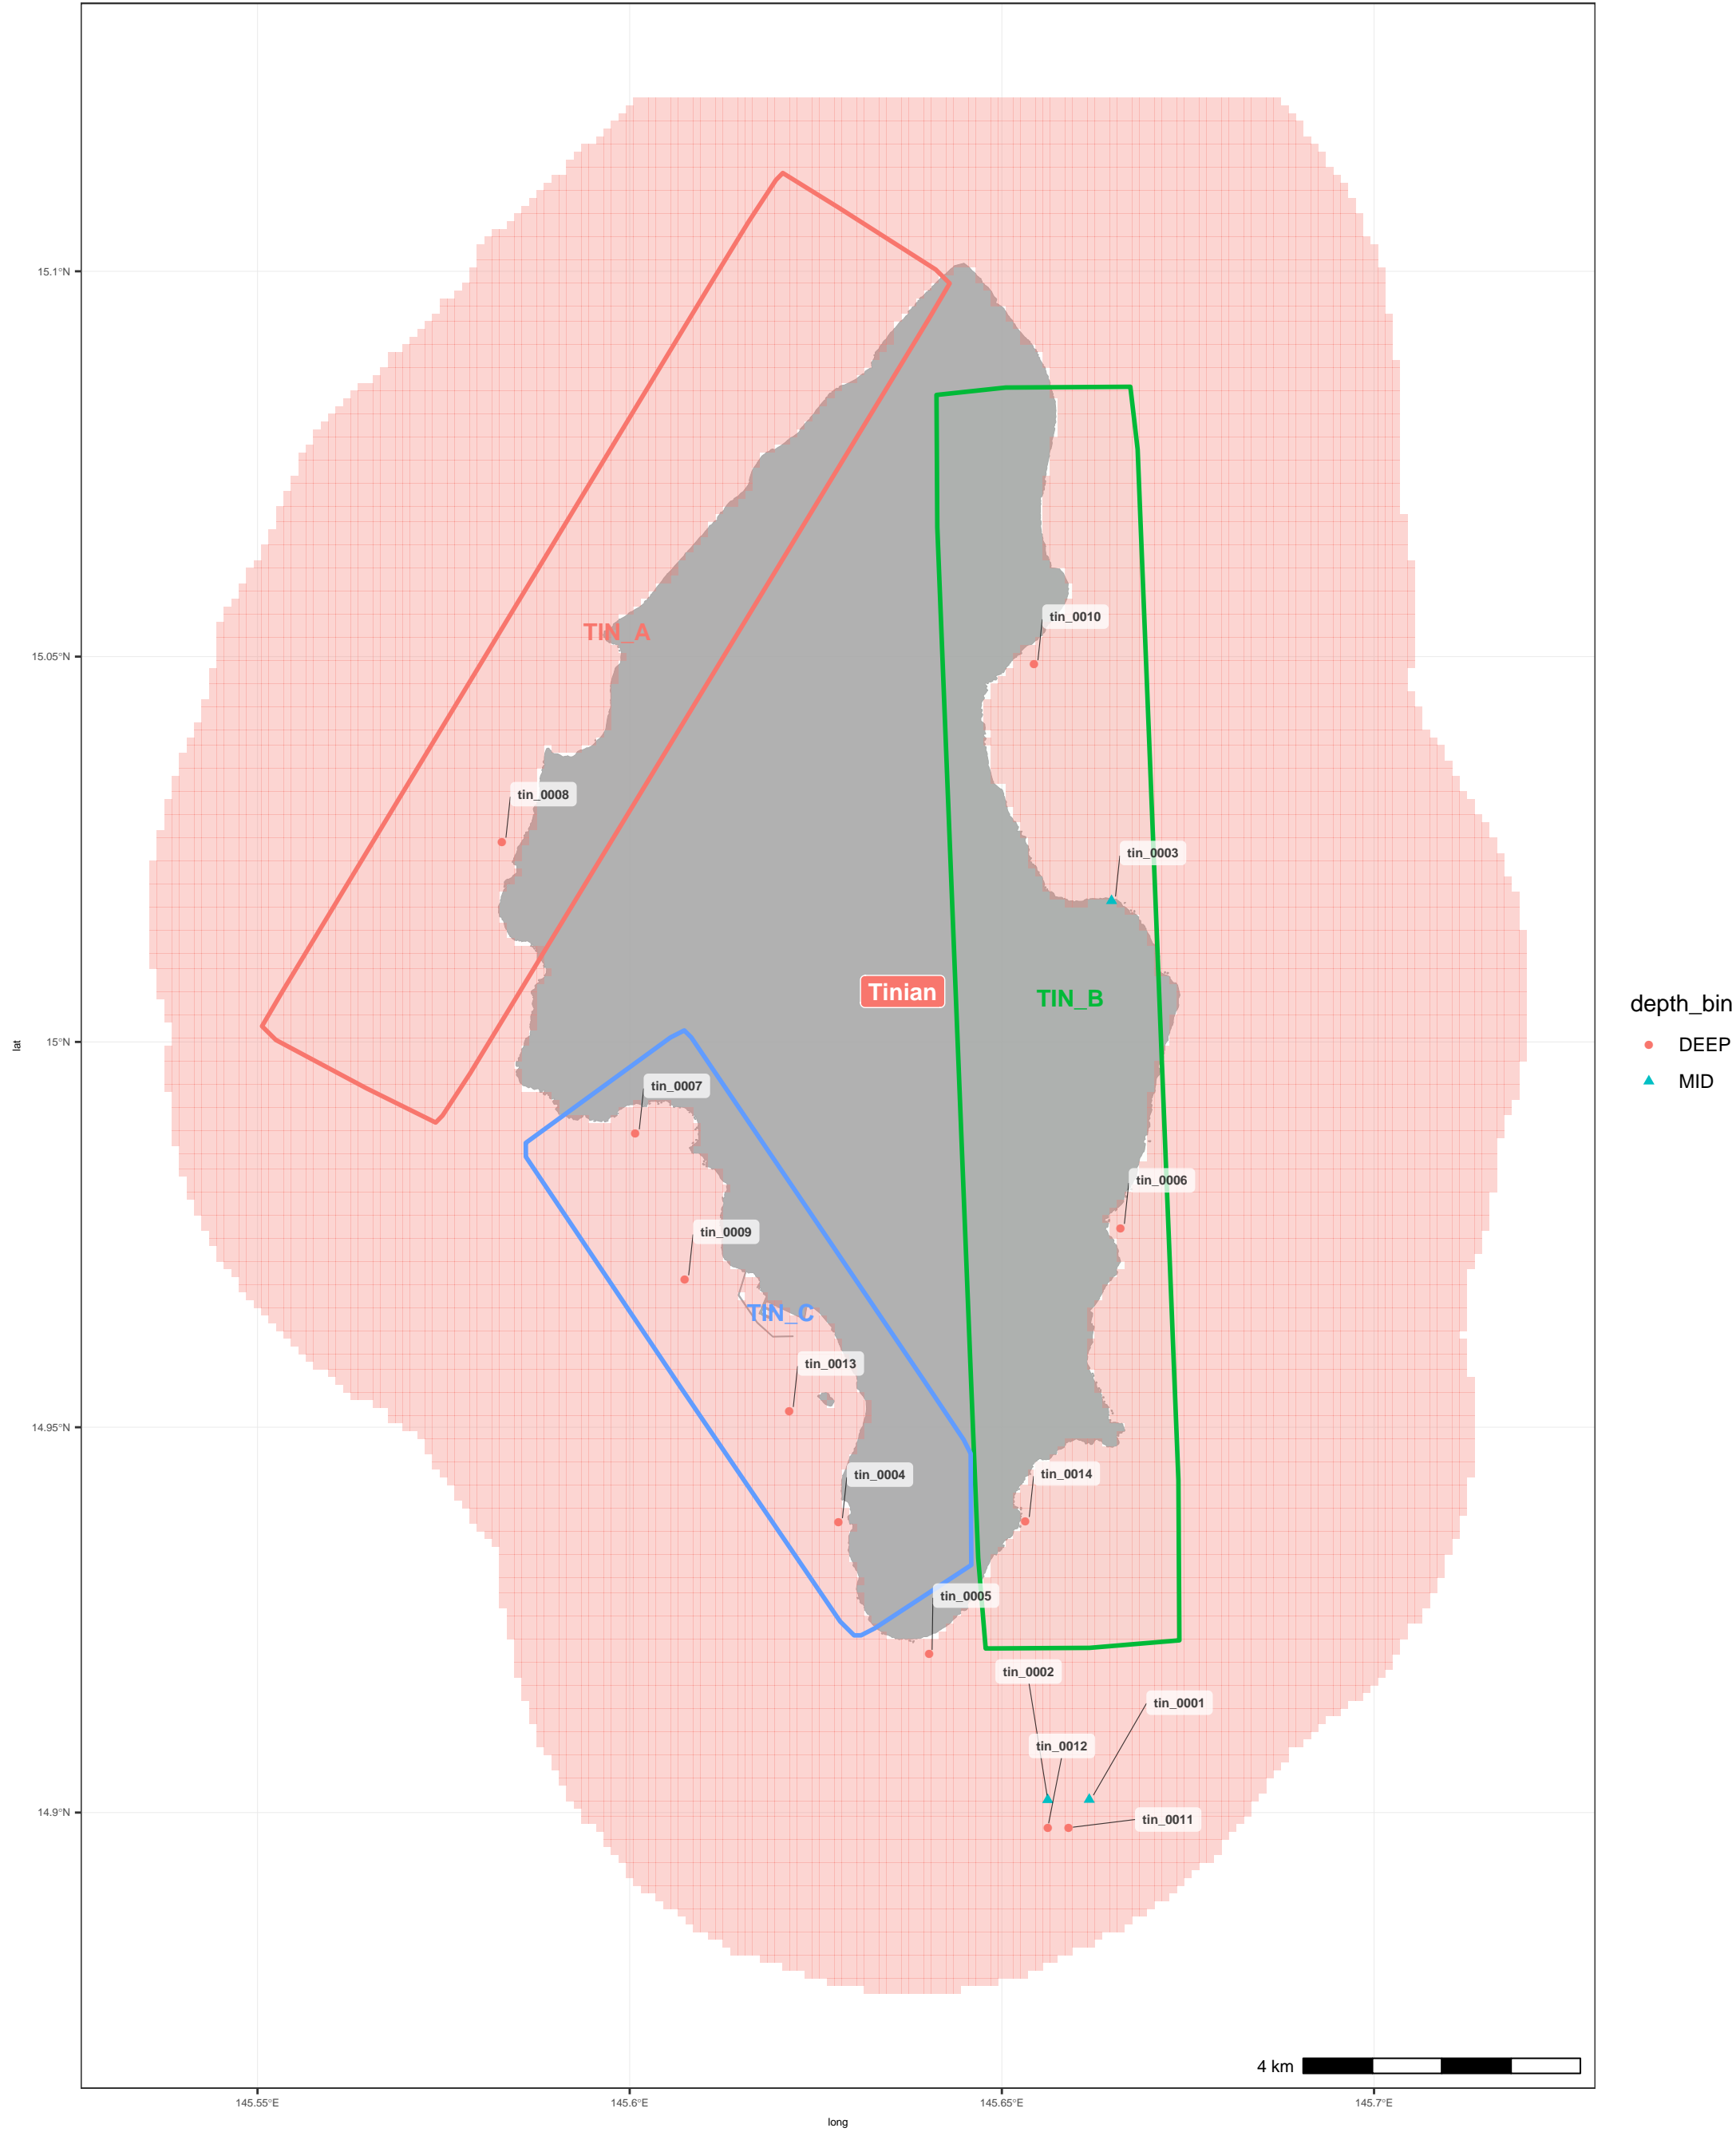 15.1°N
15.05°N
15°N
14.95°N
14.9°N
lat
145.55°E
145.6°E
145.65°E
145.7°E
long
TIN_A
TIN_B
TIN_C
Tinian
tin_0010
tin_0008
tin_0003
tin_0007
tin_0006
tin_0009
tin_0013
tin_0004
tin_0014
tin_0005
tin_0002
tin_0001
tin_0012
tin_0011
4 km
depth_bin
DEEP
MID